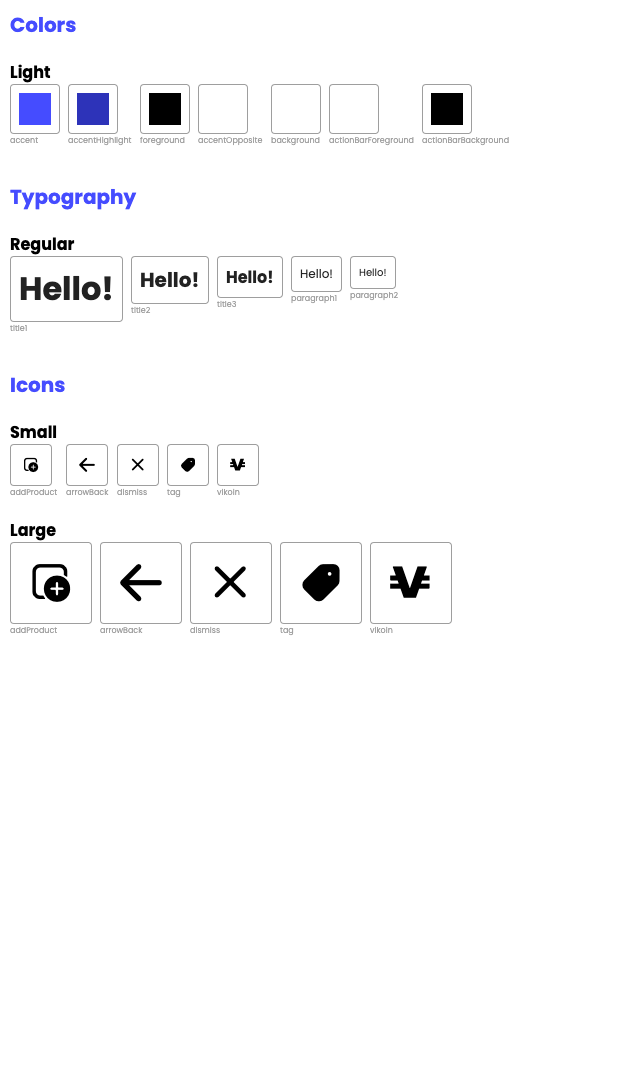 Colors
Light
accent accentHighlight foreground accentOpposite background actionBarForeground actionBarBackground
Typography
Regular
Hello! Hello! Hello! Hello! Hello!
title1 title2 title3 paragraph1 paragraph2
Icons
Small
addProduct arrowBack dismiss tag vikoin
Large
addProduct arrowBack dismiss tag vikoin